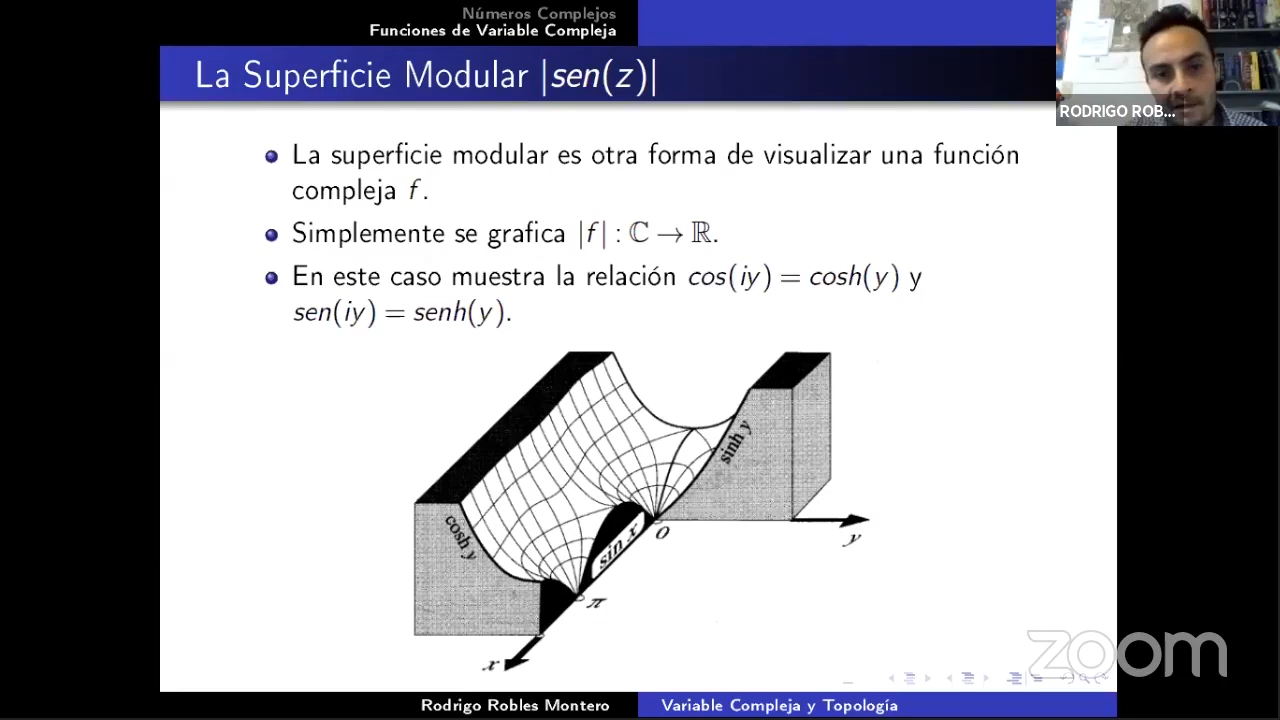 Números Complejos
Funciones de Variable Compleja
La Superficie Modular |sen(z)|
RODRIGO ROB...
La superficie modular es otra forma de visualizar una función
compleja f.
Simplemente se grafica |f| : ℂ → ℝ.
En este caso muestra la relación cos(iy) = cosh(y) y
sen(iy) = senh(y).
sinh y
cosh y
sin x
0
y
π
x
zoom
Rodrigo Robles Montero
Variable Compleja y Topología